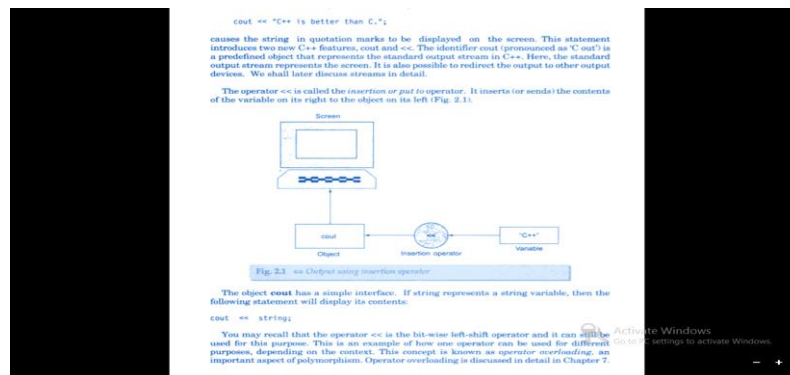 cout << "C++ is better than C.";
causes the string in quotation marks to be displayed on the screen. This statement
introduces two new C++ features, cout and <<. The identifier cout (pronounced as 'C out') is
a predefined object that represents the standard output stream in C++. Here, the standard
output stream represents the screen. It is also possible to redirect the output to other output
devices. We shall later discuss streams in detail.
The operator << is called the insertion or put to operator. It inserts (or sends) the contents
of the variable on its right to the object on its left (Fig. 2.1).
Screen
cout
<<
"C++"
Object
Insertion operator
Variable
Fig. 2.1 Output using insertion operator
The object cout has a simple interface. If string represents a string variable, then the
following statement will display its contents:
cout << string;
You may recall that the operator << is the bit-wise left-shift operator and it can still be
used for this purpose. This is an example of how one operator can be used for different
purposes, depending on the context. This concept is known as operator overloading, an
important aspect of polymorphism. Operator overloading is discussed in detail in Chapter 7.
Activate Windows
Go to PC settings to activate Windows.